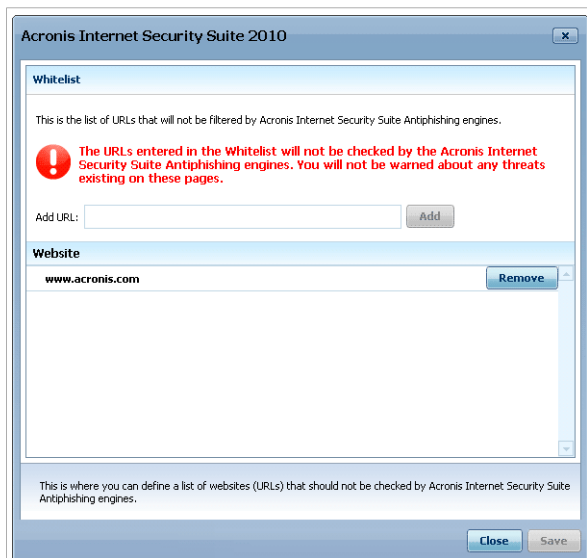 Acronis Internet Security Suite 2010
x
Whitelist
This is the list of URLs that will not be filtered by Acronis Internet Security Suite Antiphishing engines.
The URLs entered in the Whitelist will not be checked by the Acronis Internet
Security Suite Antiphishing engines. You will not be warned about any threats
existing on these pages.
Add URL: Add
Website
www.acronis.com Remove
This is where you can define a list of websites (URLs) that should not be checked by Acronis Internet Security Suite
Antiphishing engines.
Close Save